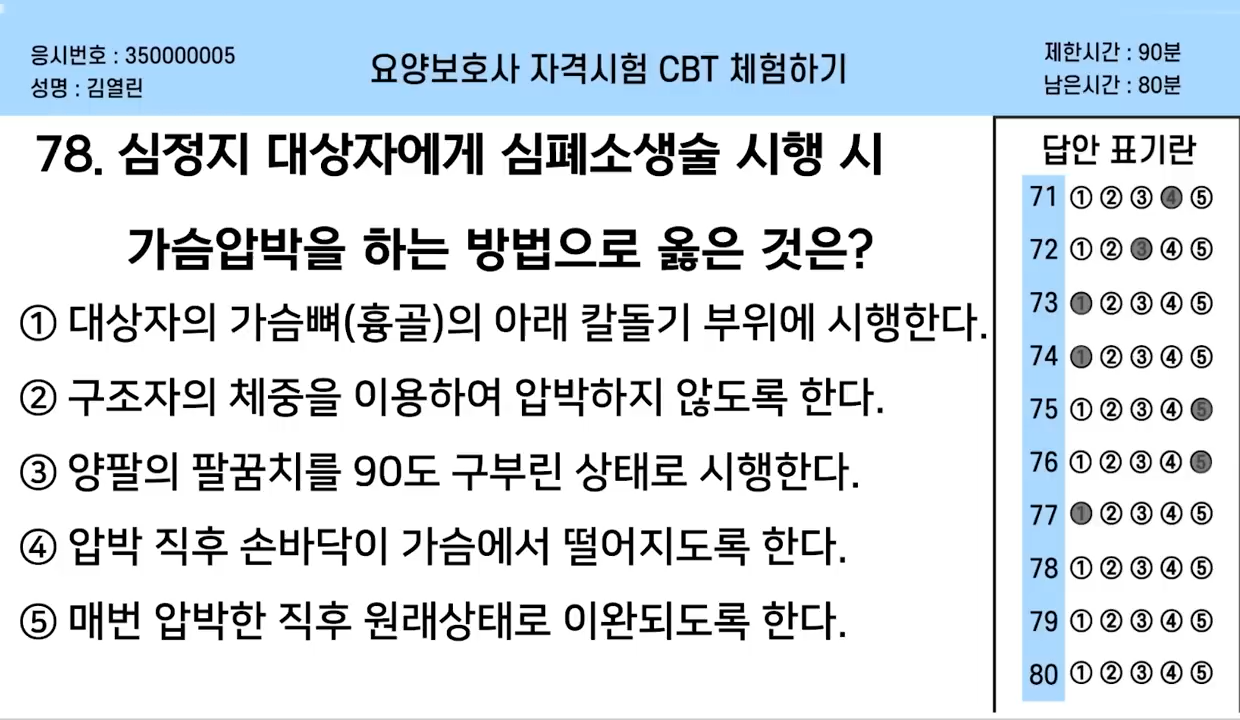 응시번호 : 350000005
성명 : 김열린
요양보호사 자격시험 CBT 체험하기
제한시간 : 90분
남은시간 : 80분
78. 심정지 대상자에게 심폐소생술 시행 시
가슴압박을 하는 방법으로 옳은 것은?
① 대상자의 가슴뼈(흉골)의 아래 칼돌기 부위에 시행한다.
② 구조자의 체중을 이용하여 압박하지 않도록 한다.
③ 양팔의 팔꿈치를 90도 구부린 상태로 시행한다.
④ 압박 직후 손바닥이 가슴에서 떨어지도록 한다.
⑤ 매번 압박한 직후 원래상태로 이완되도록 한다.
답안 표기란
71 ① ② ③ ④ ⑤
72 ① ② ③ ④ ⑤
73 ① ② ③ ④ ⑤
74 ① ② ③ ④ ⑤
75 ① ② ③ ④ ⑤
76 ① ② ③ ④ ⑤
77 ① ② ③ ④ ⑤
78 ① ② ③ ④ ⑤
79 ① ② ③ ④ ⑤
80 ① ② ③ ④ ⑤